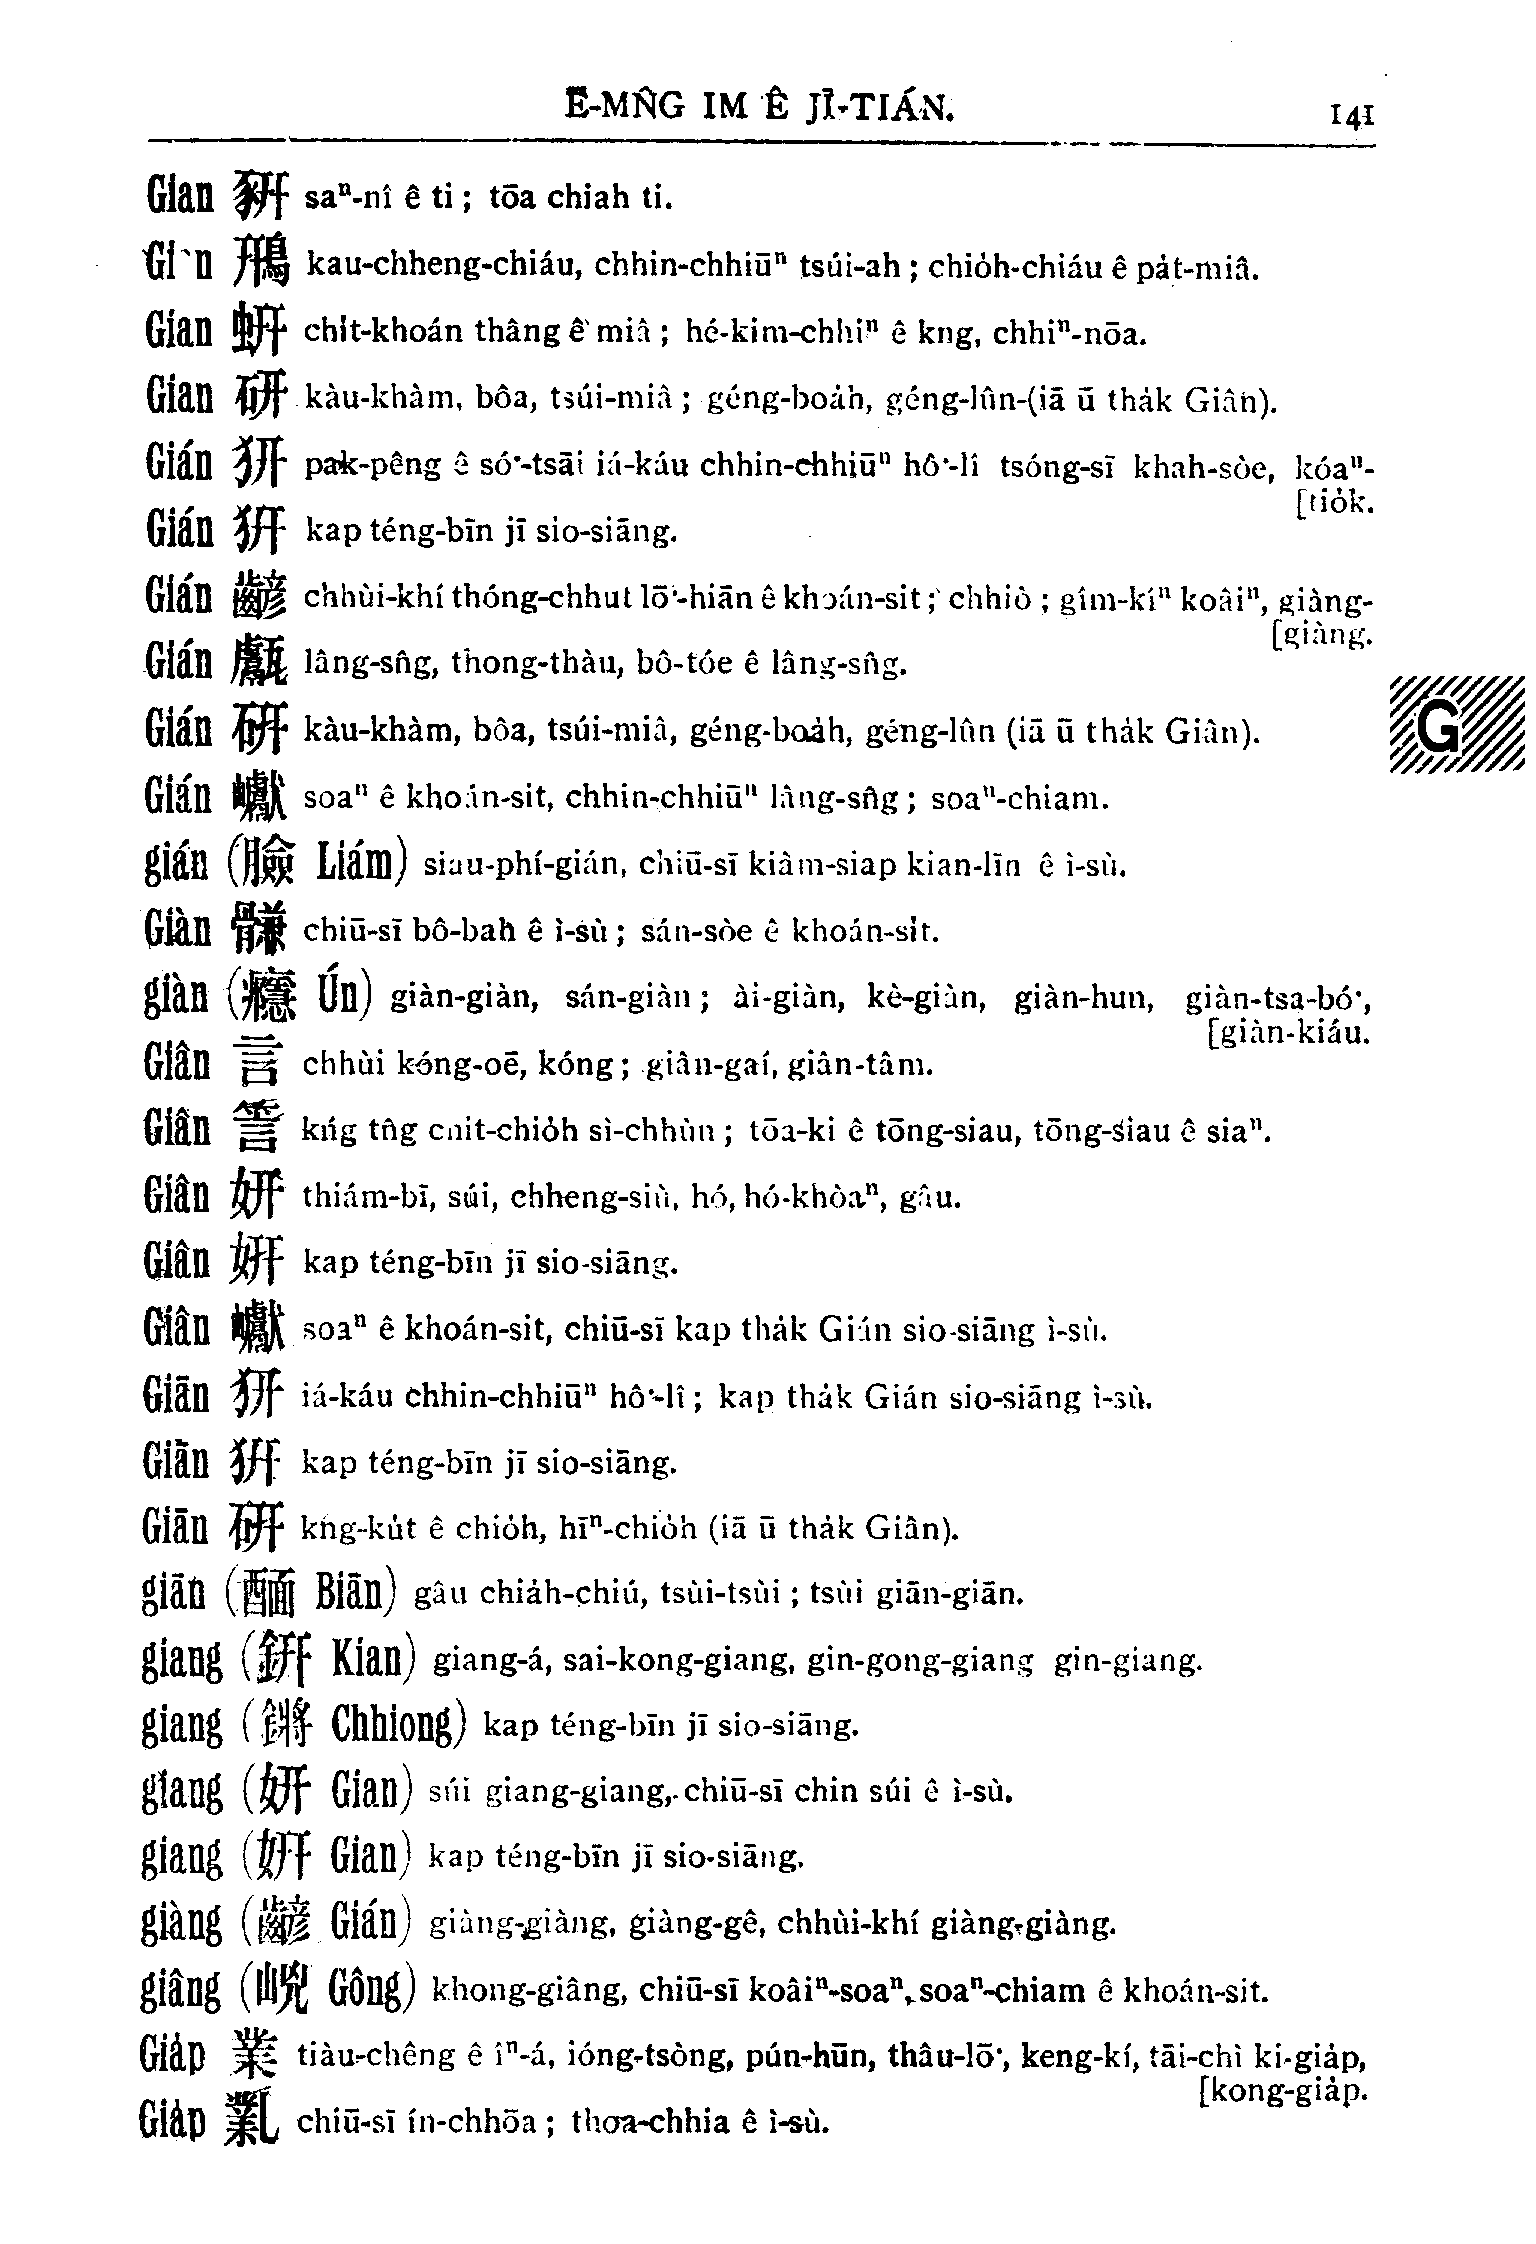 Ē-MN̂G IM Ê JĪ-TIÁN.
141
Gian 豣 saⁿ-nî ê ti; tōa chiah ti.
Gian 鳽 kau-chheng-chiáu, chhin-chhiūⁿ tsúi-ah; chio̍h-chiáu ê pa̍t-miâ.
Gian 蚈 chi̍t-khoán thâng ê miâ; hé-kim-chhiⁿ ê kng, chhiⁿ-nōa.
Gian 研 kàu-khàm, bôa, tsúi-miâ; géng-boa̍h, géng-lûn-(iā ū tha̍k Giân).
Gián 豜 pak-pêng ê só͘-tsāi iá-káu chhin-chhiūⁿ hô͘-lî tsóng-sī khah-sòe, kóaⁿ-
[tio̍k.
Gián 犴 kap téng-bīn jī sio-siāng.
Gián 齴 chhùi-khí thóng-chhut lō͘-hiān ê khoán-sit; chhiò; gîm-kíⁿ koâiⁿ, giàng-
[giàng.
Gián 甗 lâng-sn̂g, thong-thàu, bô-tóe ê lâng-sn̂g.
Gián 研 kàu-khàm, bôa, tsúi-miâ, géng-boa̍h, géng-lûn (iā ū tha̍k Giân).
Gián 巘 soaⁿ ê khoán-sit, chhin-chhiūⁿ lâng-sn̂g; soaⁿ-chiam.
gián (臉 Liám) siau-phí-gián, chiū-sī kiâm-siap kian-līn ê ì-sù.
Giàn 䯡 chiū-sī bô-bah ê ì-sù; sán-sòe ê khoán-sit.
giàn (癮 Ún) giàn-giàn, sán-giàn; ài-giàn, kè-giàn, giàn-hun, giàn-tsa-bó͘,
[giàn-kiáu.
Giân 言 chhùi kóng-oē, kóng; giân-gaí, giân-tâm.
Giân 䇾 kńg tn̂g chit-chio̍h sì-chhùn; tōa-ki ê tōng-siau, tōng-siau ê siaⁿ.
Giân 妍 thiám-bī, súi, chheng-siù, hó, hó-khòaⁿ, gâu.
Giân 姸 kap téng-bīn jī sio-siāng.
Giân 巘 soaⁿ ê khoán-sit, chiū-sī kap tha̍k Gián sio-siāng ì-sù.
Giān 犴 iá-káu chhin-chhiūⁿ hô͘-lî; kap tha̍k Gián sio-siāng ì-sù.
Giān 豜 kap téng-bīn jī sio-siāng.
Giān 硏 kn̂g-ku̍t ê chio̍h, hīⁿ-chio̍h (iā ū tha̍k Giân).
giān (醽 Biān) gâu chia̍h-chiú, tsùi-tsùi; tsùi giān-giān.
giang (鈃 Kian) giang-á, sai-kong-giang, gin-gong-giang gin-giang.
giang (鏘 Chhiong) kap téng-bīn jī sio-siāng.
giang (妍 Gian) súi giang-giang, chiū-sī chin súi ê ì-sù.
giang (姸 Gian) kap téng-bīn jī sio-siāng.
giàng (齴 Gián) giàng-giàng, giàng-gê, chhùi-khí giàng-giàng.
giâng (Gông) khong-giâng, chiū-sī koâiⁿ-soaⁿ, soaⁿ-chiam ê khoán-sit.
Gia̍p 業 tiàu-chêng ê îⁿ-á, ióng-tsòng, pún-hūn, thâu-lō͘, keng-kí, tāi-chì ki-gia̍p,
[kong-gia̍p.
Gia̍p chiū-sī ín-chhōa; thoa-chhia ê ì-sù.
G